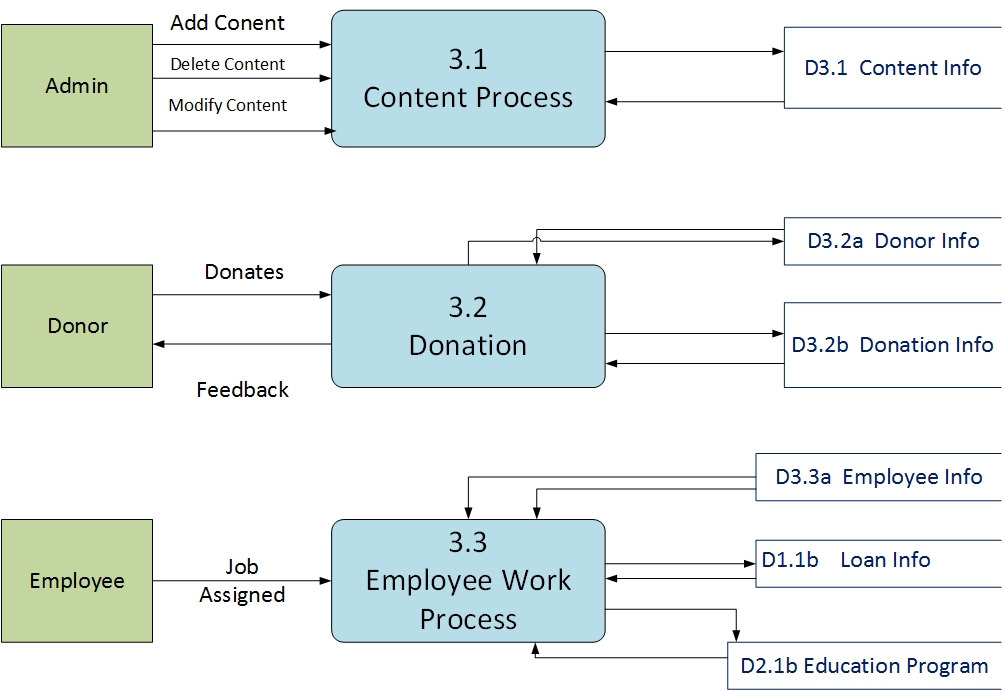 Add Conent
Delete Content
Modify Content
Admin
3.1
Content Process
D3.1  Content Info
Donor
Donates
Feedback
3.2
Donation
D3.2a  Donor Info
D3.2b  Donation Info
Employee
Job
Assigned
3.3
Employee Work
Process
D3.3a  Employee Info
D1.1b    Loan Info
D2.1b Education Program